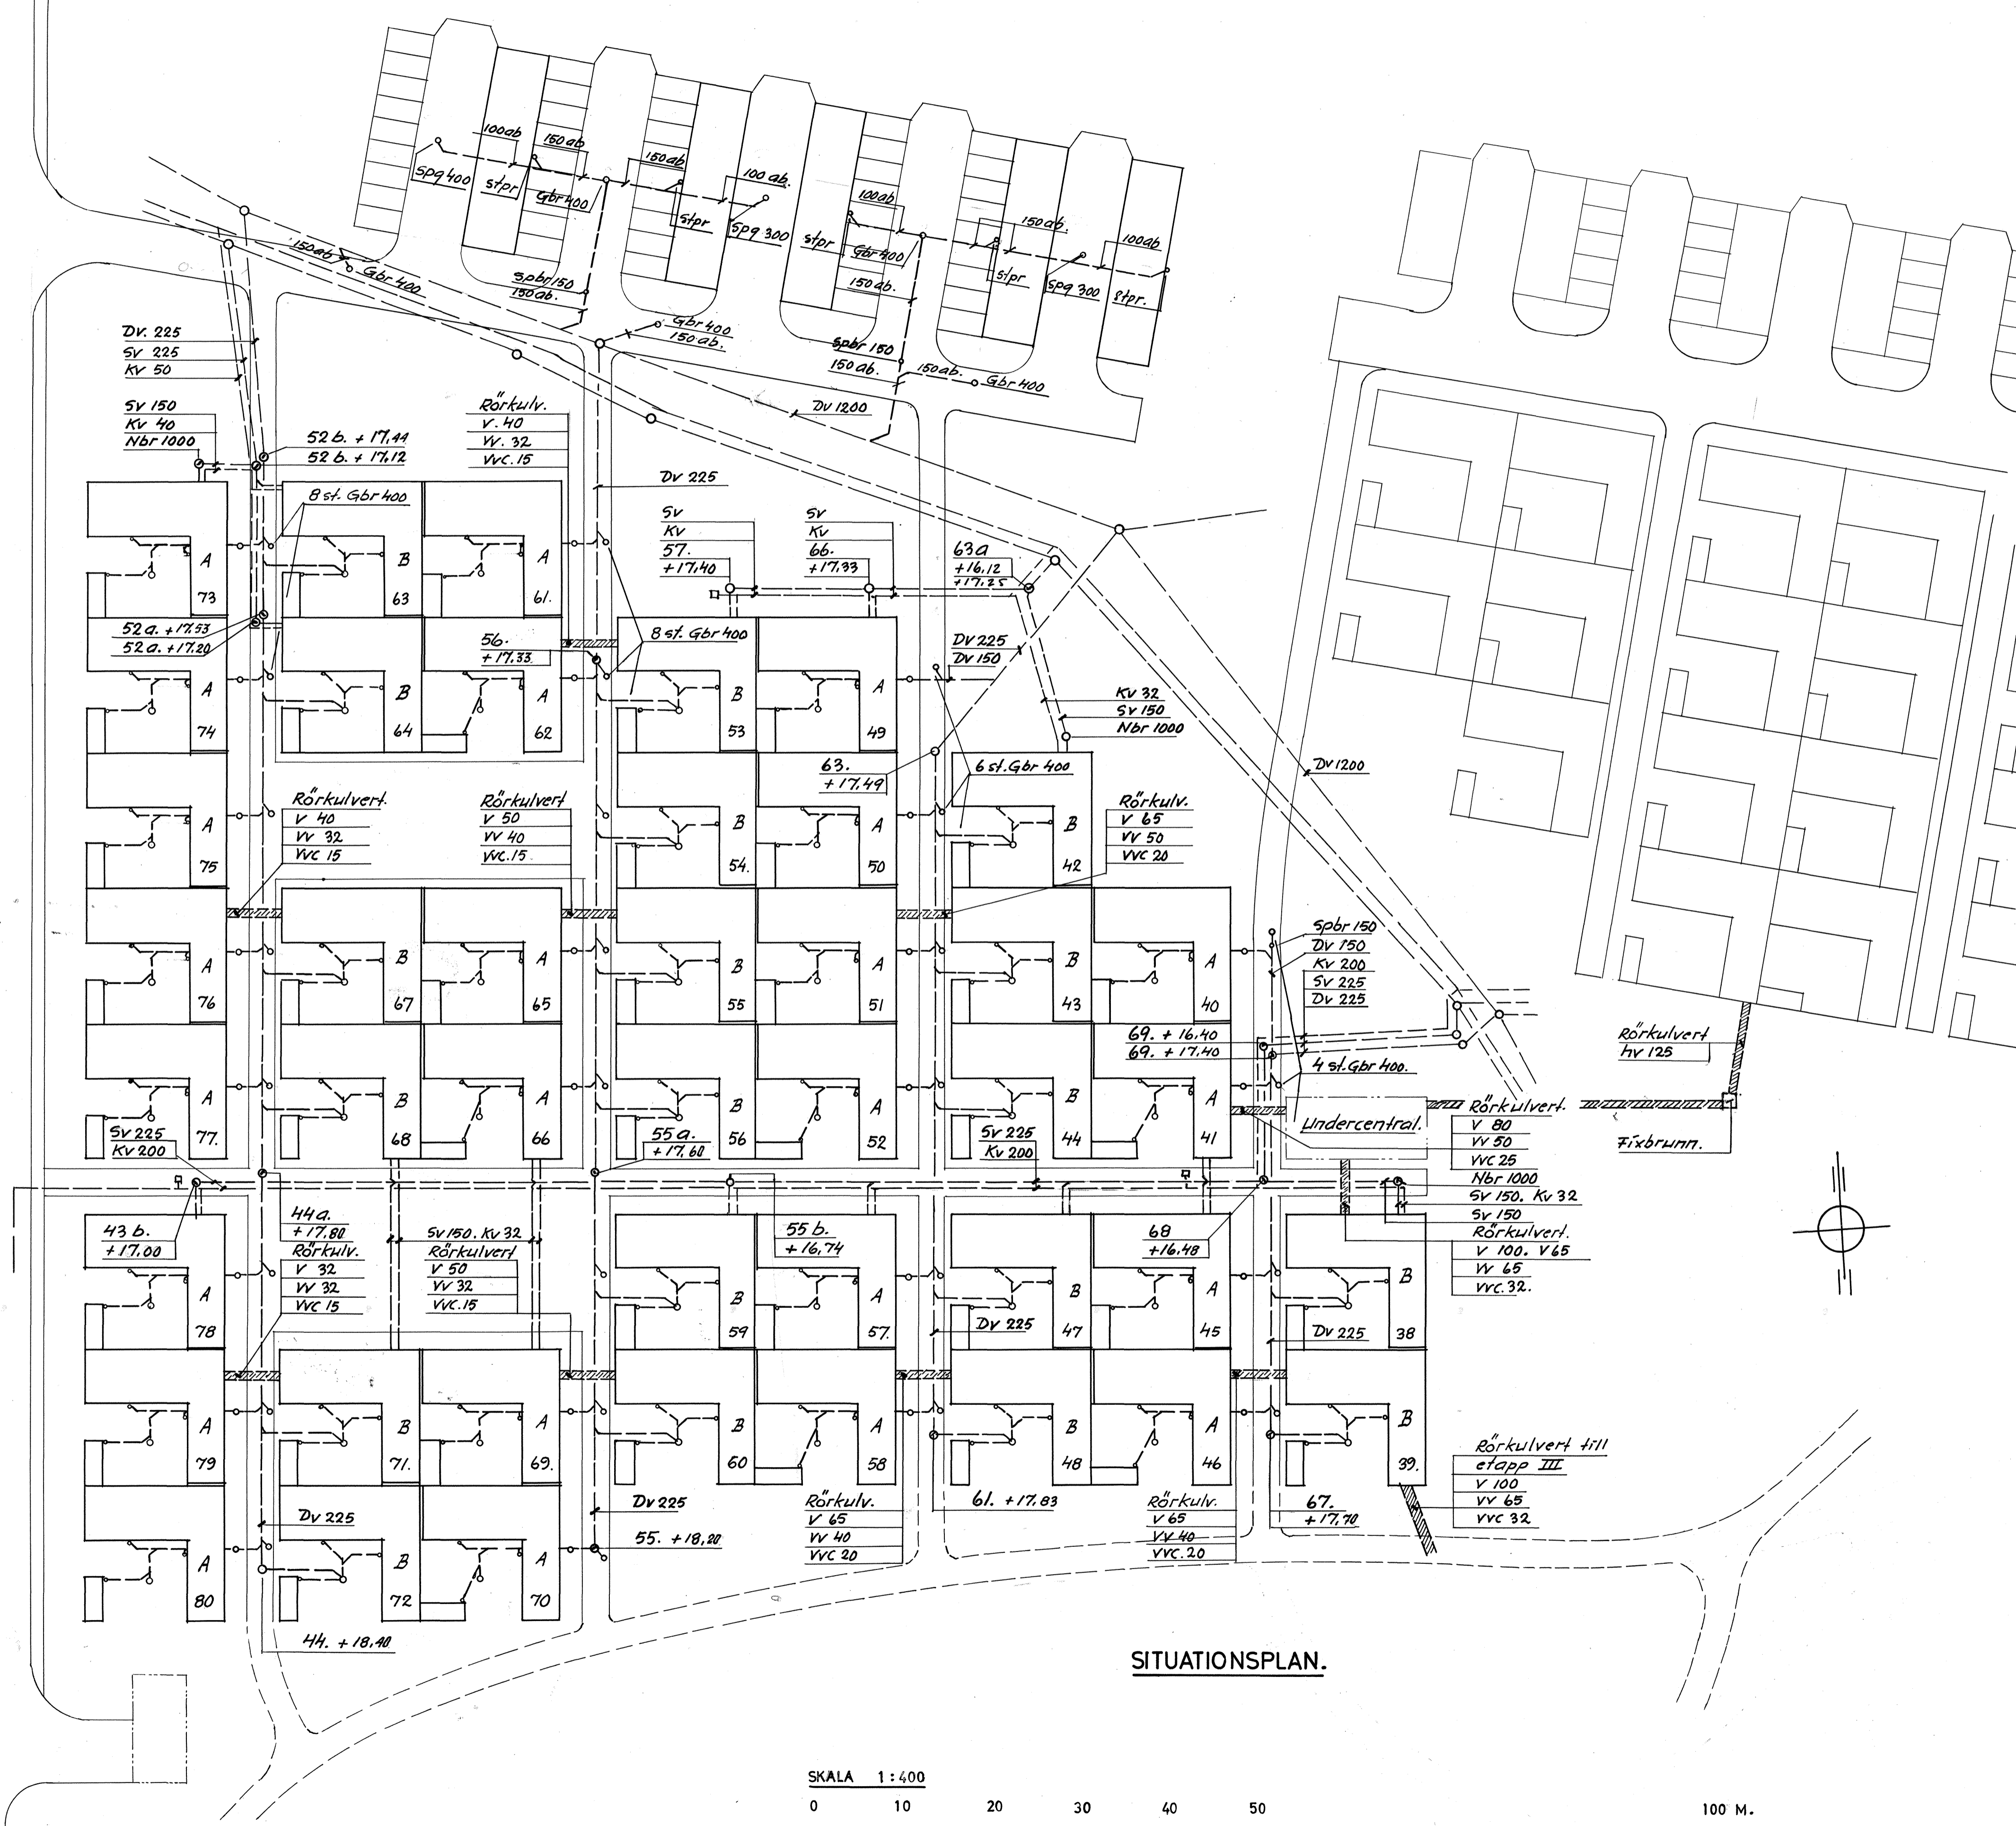 100ab
150ab
150ab
100 ab.
Spg 400
stpr
Gbr 400
stpr
Spg 300
100ab
150ab.
100ab
stpr
Gbr 400
stpr
Spg 300
stpr.
150ab
Gbr 400
Spbr 150
150ab.
150ab.
Gbr 400
150ab.
Spbr 150
150ab.
150ab.
Gbr 400
Dv 1200
Dv. 225
Sv 225
Kv 50
Sv 150
Kv 40
Nbr 1000
52 b. + 17,44
52 b. + 17,12
Rörkulv.
V. 40
VV. 32
VVC. 15
Dv 225
8 st. Gbr 400
Sv
Kv
57.
+17,40
Sv
Kv
66.
+17,33
63a
+16,12
+17,25
A
73
B
63
A
61.
52a. +17,53
52a. +17,20
56.
+17,33
8 st. Gbr 400
Dv 225
Dv 150
Kv 32
Sv 150
Nbr 1000
A
74
B
64
A
62
B
53
A
49
63.
+17,49
6 st. Gbr 400
Dv 1200
Rörkulvert.
V 40
VV 32
VVC 15
Rörkulvert
V 50
VV 40
VVC. 15
Rörkulv.
V 65
VV 50
VVC 20
A
75
B
54.
A
50
B
42
Spbr 150
Dv 150
Kv 200
Sv 225
Dv 225
A
76
B
67
A
65
B
55
A
51
B
43
A
40
69. + 16,40
69. + 17,40
4 st. Gbr 400.
Rörkulvert
hv 125
Undercentral.
Fixbrunn.
A
77.
B
68
A
66
B
56
A
52
B
44
A
41
Sv 225
Kv 200
55 a.
+ 17,60
Sv 225
Kv 200
Rörkulvert.
V 80
VV 50
VVC 25
Nbr 1000
Sv 150. Kv 32
Sv 150
Rörkulvert.
V 100. V 65
VV 65
VVC. 32.
43 b.
+17,00
44a.
+17,80
Rörkulv.
V 32
VV 32
VVC 15
Sv 150. Kv 32
Rörkulvert
V 50
VV 32
VVC. 15
55 b.
+16,74
68
+16,48
A
78
B
59
A
57.
Dv 225
B
47
A
45
Dv 225
B
38
A
79
B
71.
A
69.
B
60
A
58
B
48
A
46
B
39.
Rörkulvert till
etapp III
V 100
VV 65
VVC 32
Dv 225
Dv 225
55. +18,20
Rörkulv.
V 65
VV 40
VVC 20
61. +17,83
Rörkulv.
V 65
VV 40
VVC. 20
67.
+17,70
A
80
B
72
A
70
44. + 18,40
SITUATIONSPLAN.
SKALA 1:400
0 10 20 30 40 50 100 M.